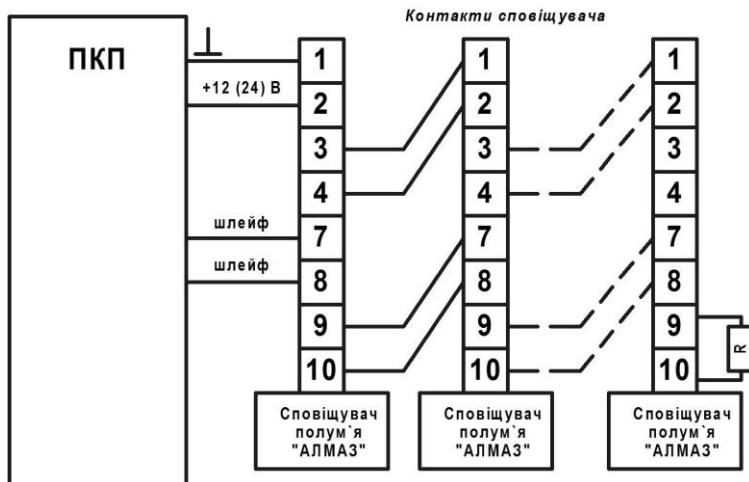 Контакти сповіщувача
ПКП
+12 (24) В
шлейф
шлейф
1
2
3
4
7
8
9
10
Сповіщувач
полум`я
"АЛМАЗ"
1
2
3
4
7
8
9
10
Сповіщувач
полум`я
"АЛМАЗ"
1
2
3
4
7
8
9
10
R
Сповіщувач
полум`я
"АЛМАЗ"